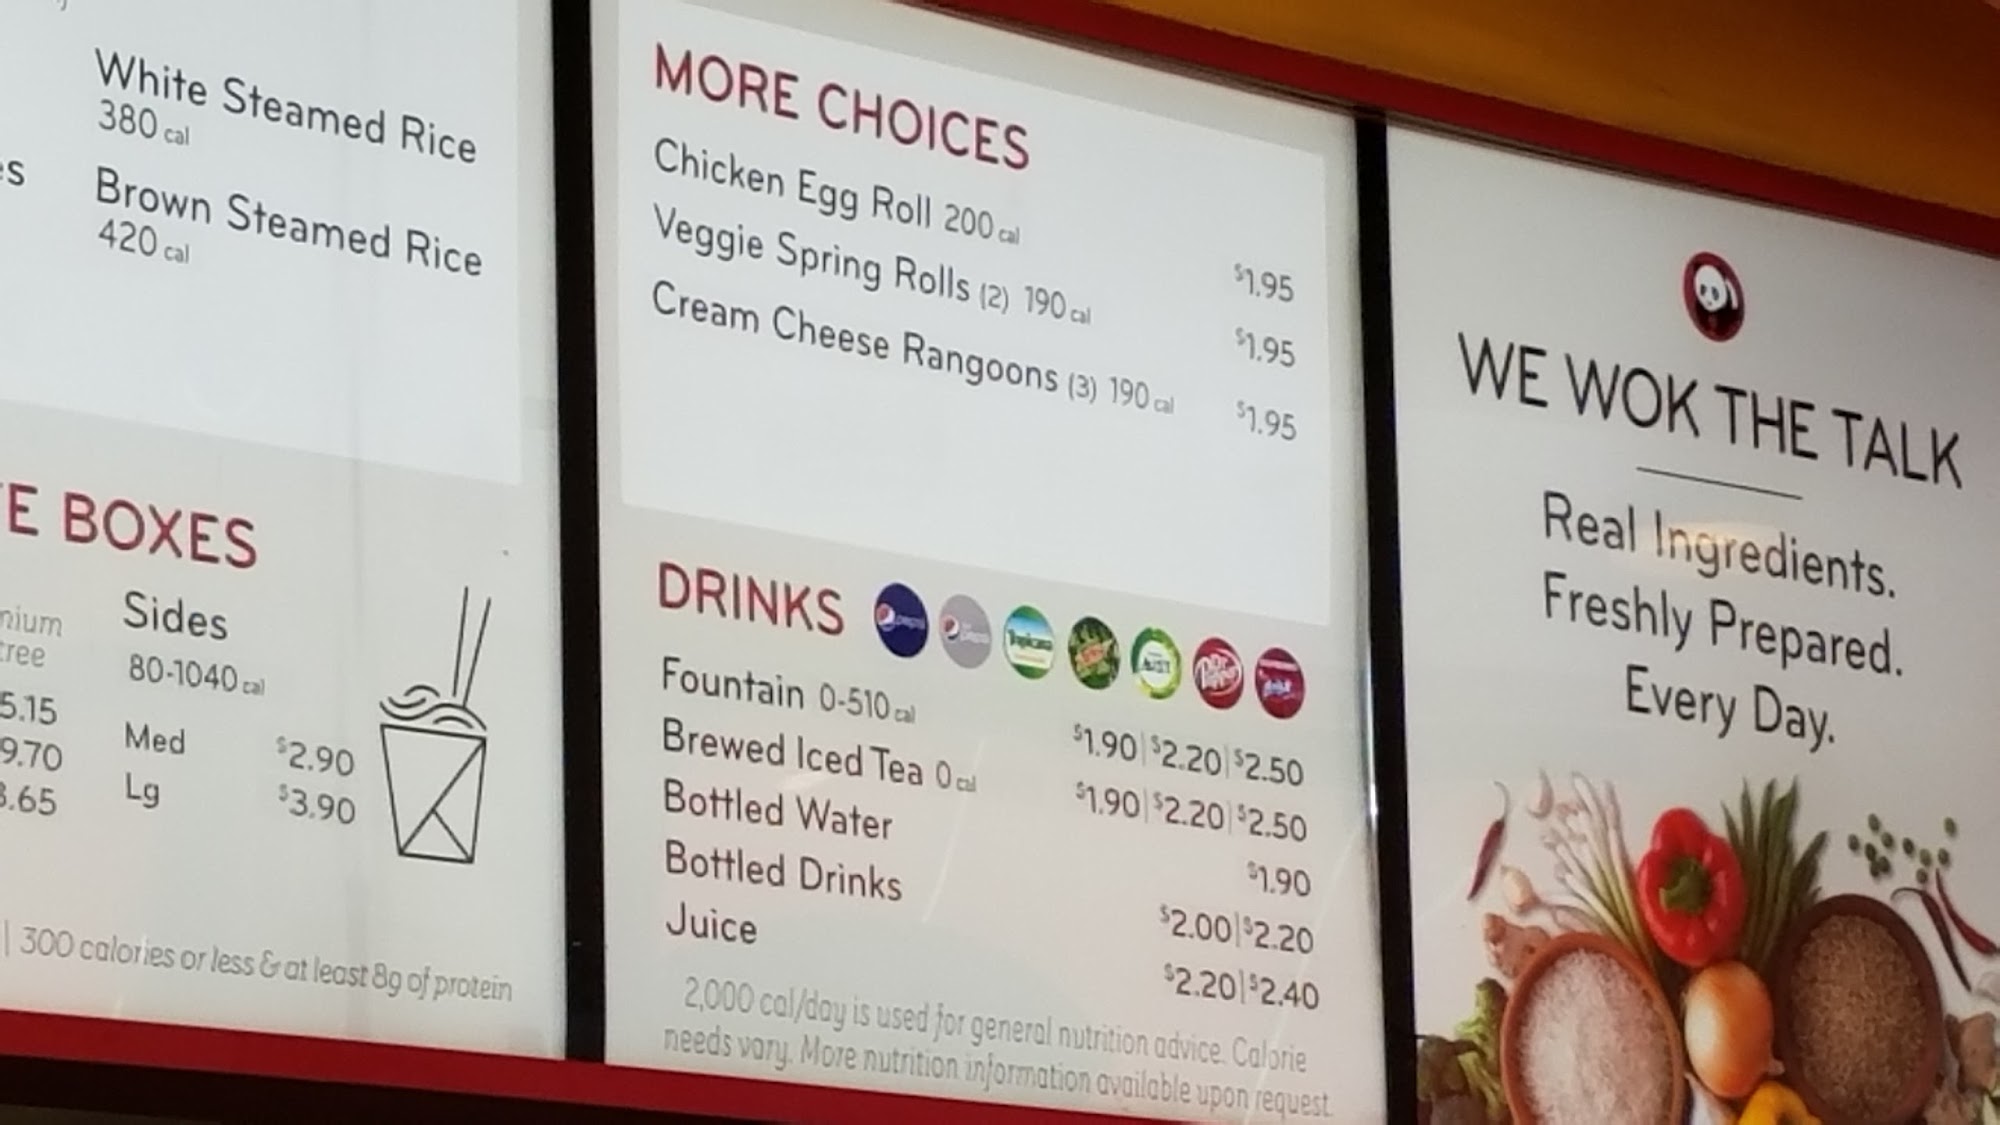 White Steamed Rice
380 cal
Brown Steamed Rice
420 cal
E BOXES
Sides
80-1040 cal
5.15
9.70
.65
Med $2.90
Lg $3.90
| 300 calories or less & at least 8g of protein
MORE CHOICES
Chicken Egg Roll 200 cal $1.95
Veggie Spring Rolls (2) 190 cal $1.95
Cream Cheese Rangoons (3) 190 cal $1.95
DRINKS
pepsi
Tropicana
Dr Pepper
Fountain 0-510 cal $1.90 | $2.20 | $2.50
Brewed Iced Tea 0 cal $1.90 | $2.20 | $2.50
Bottled Water $1.90
Bottled Drinks $2.00 | $2.20
Juice $2.20 | $2.40
2,000 cal/day is used for general nutrition advice. Calorie
needs vary. More nutrition information available upon request.
WE WOK THE TALK
Real Ingredients.
Freshly Prepared.
Every Day.